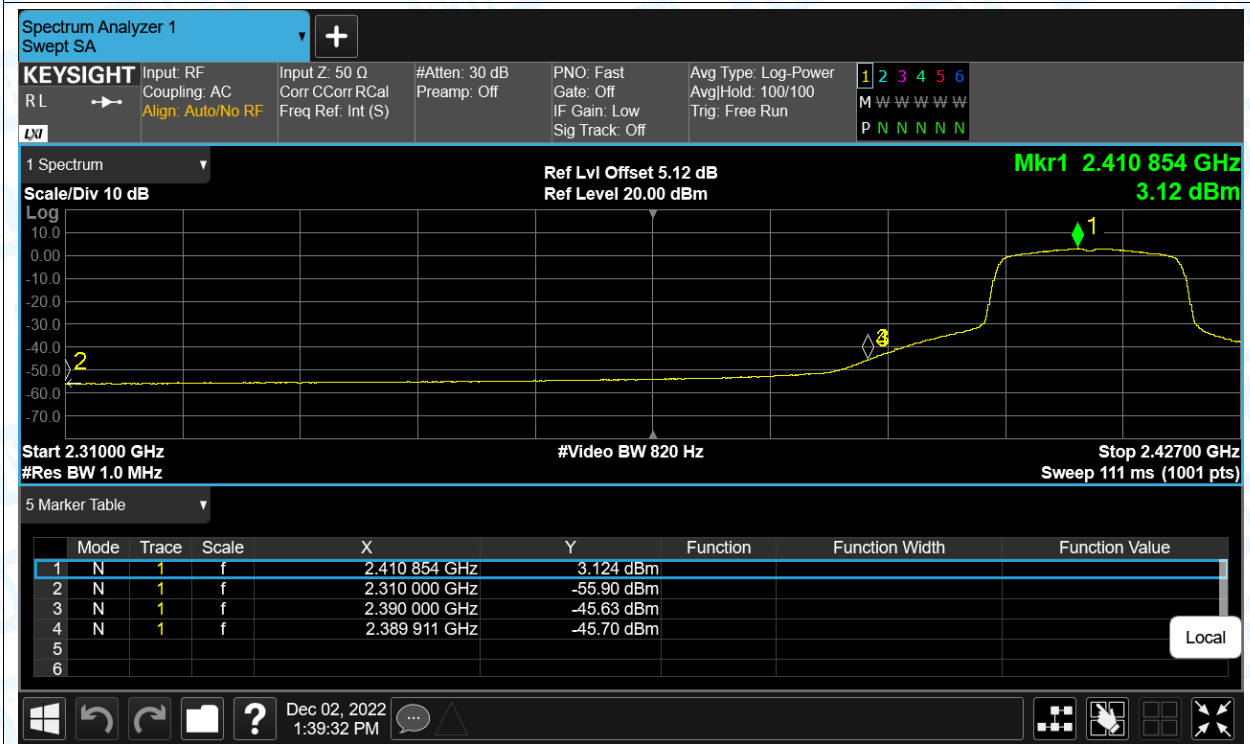 Spectrum Analyzer 1
Swept SA
+
KEYSIGHT Input: RF Input Z: 50 Ω #Atten: 30 dB PNO: Fast Avg Type: Log-Power 1 2 3 4 5 6
R L Coupling: AC Corr CCorr RCal Preamp: Off Gate: Off Avg|Hold: 100/100 M W W W W W
Align: Auto/No RF Freq Ref: Int (S) IF Gain: Low Trig: Free Run
LXI Sig Track: Off P N N N N N
1 Spectrum Ref Lvl Offset 5.12 dB Mkr1 2.410 854 GHz
Scale/Div 10 dB Ref Level 20.00 dBm 3.12 dBm
Log
10.0
0.00
-10.0
-20.0
-30.0
-40.0
-50.0
-60.0
-70.0
1
2
Start 2.31000 GHz #Video BW 820 Hz Stop 2.42700 GHz
#Res BW 1.0 MHz Sweep 111 ms (1001 pts)
5 Marker Table
Mode Trace Scale X Y Function Function Width Function Value
1 N 1 f 2.410 854 GHz 3.124 dBm
2 N 1 f 2.310 000 GHz -55.90 dBm
3 N 1 f 2.390 000 GHz -45.63 dBm
4 N 1 f 2.389 911 GHz -45.70 dBm
5
6
Local
? Dec 02, 2022
1:39:32 PM